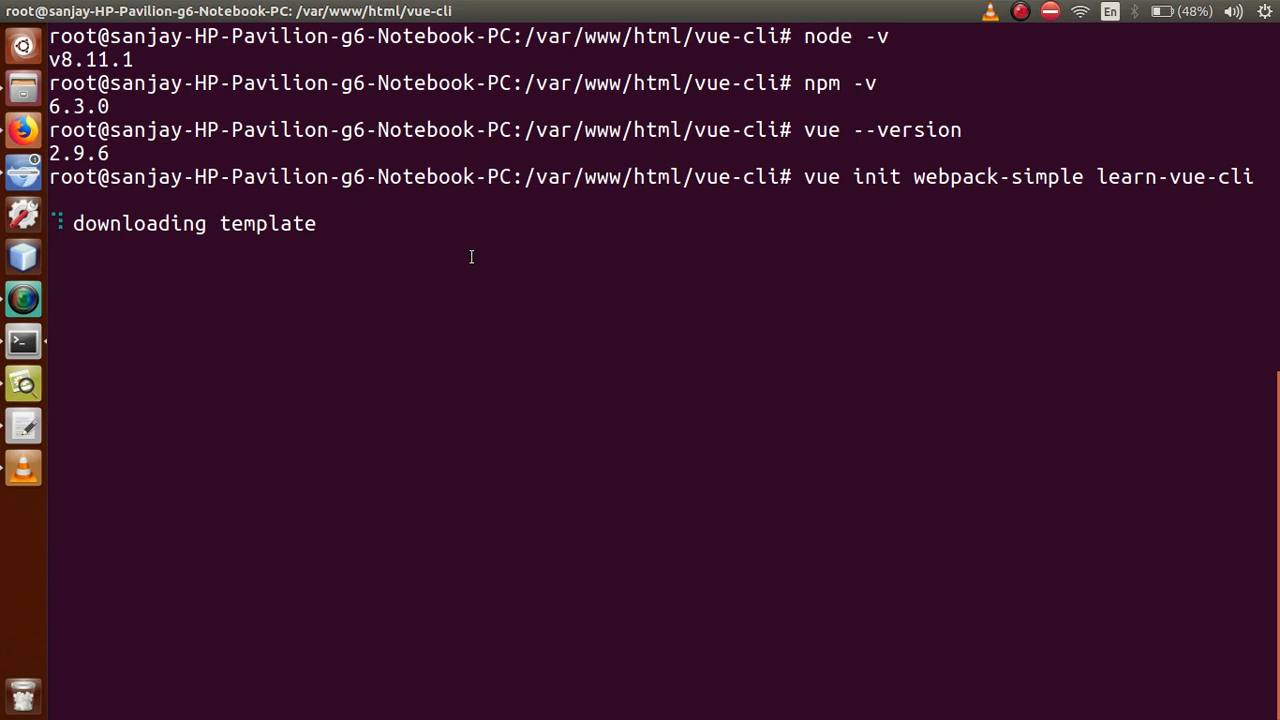 root@sanjay-HP-Pavilion-g6-Notebook-PC: /var/www/html/vue-cli
En
(48%)
root@sanjay-HP-Pavilion-g6-Notebook-PC:/var/www/html/vue-cli# node -v
v8.11.1
root@sanjay-HP-Pavilion-g6-Notebook-PC:/var/www/html/vue-cli# npm -v
6.3.0
root@sanjay-HP-Pavilion-g6-Notebook-PC:/var/www/html/vue-cli# vue --version
2.9.6
root@sanjay-HP-Pavilion-g6-Notebook-PC:/var/www/html/vue-cli# vue init webpack-simple learn-vue-cli
⠹ downloading template